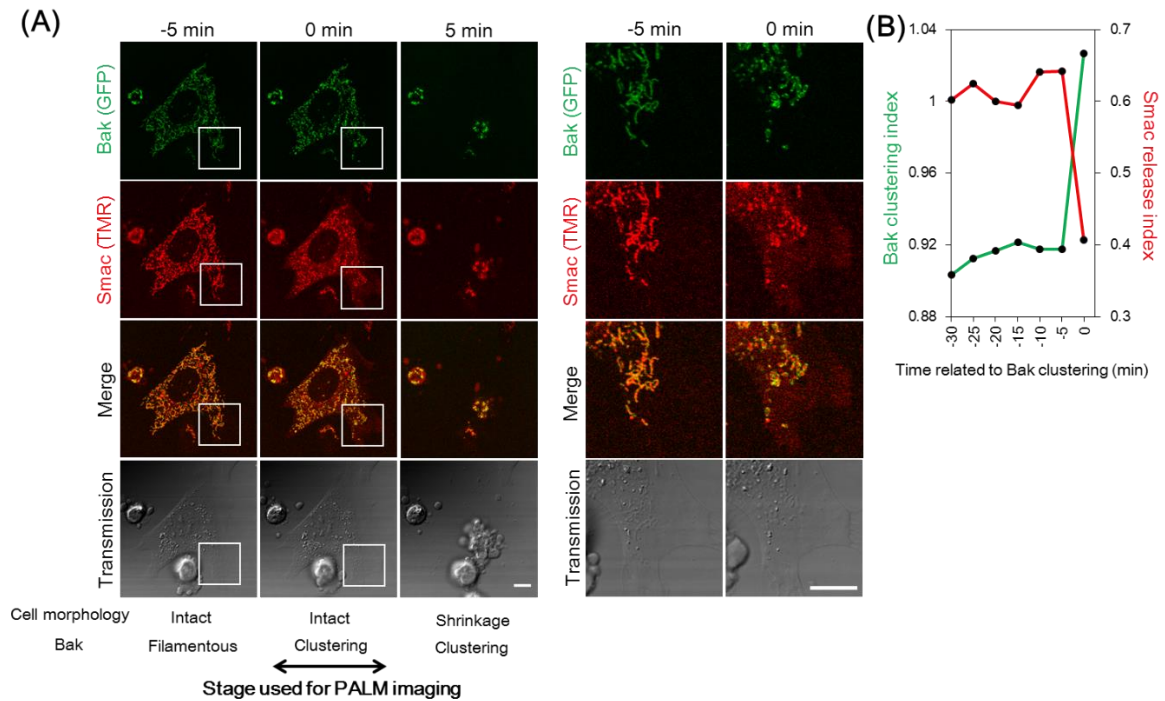 (A)
-5 min 0 min 5 min
-5 min 0 min
Bak (GFP)
Smac (TMR)
Merge
Transmission
Cell morphology Intact Intact Shrinkage
Bak Filamentous Clustering Clustering
Stage used for PALM imaging
Bak (GFP)
Smac (TMR)
Merge
Transmission
(B)
Bak clustering index
1.04
1
0.96
0.92
0.88
Smac release index
0.7
0.6
0.5
0.4
0.3
-30 -25 -20 -15 -10 -5 0
Time related to Bak clustering (min)